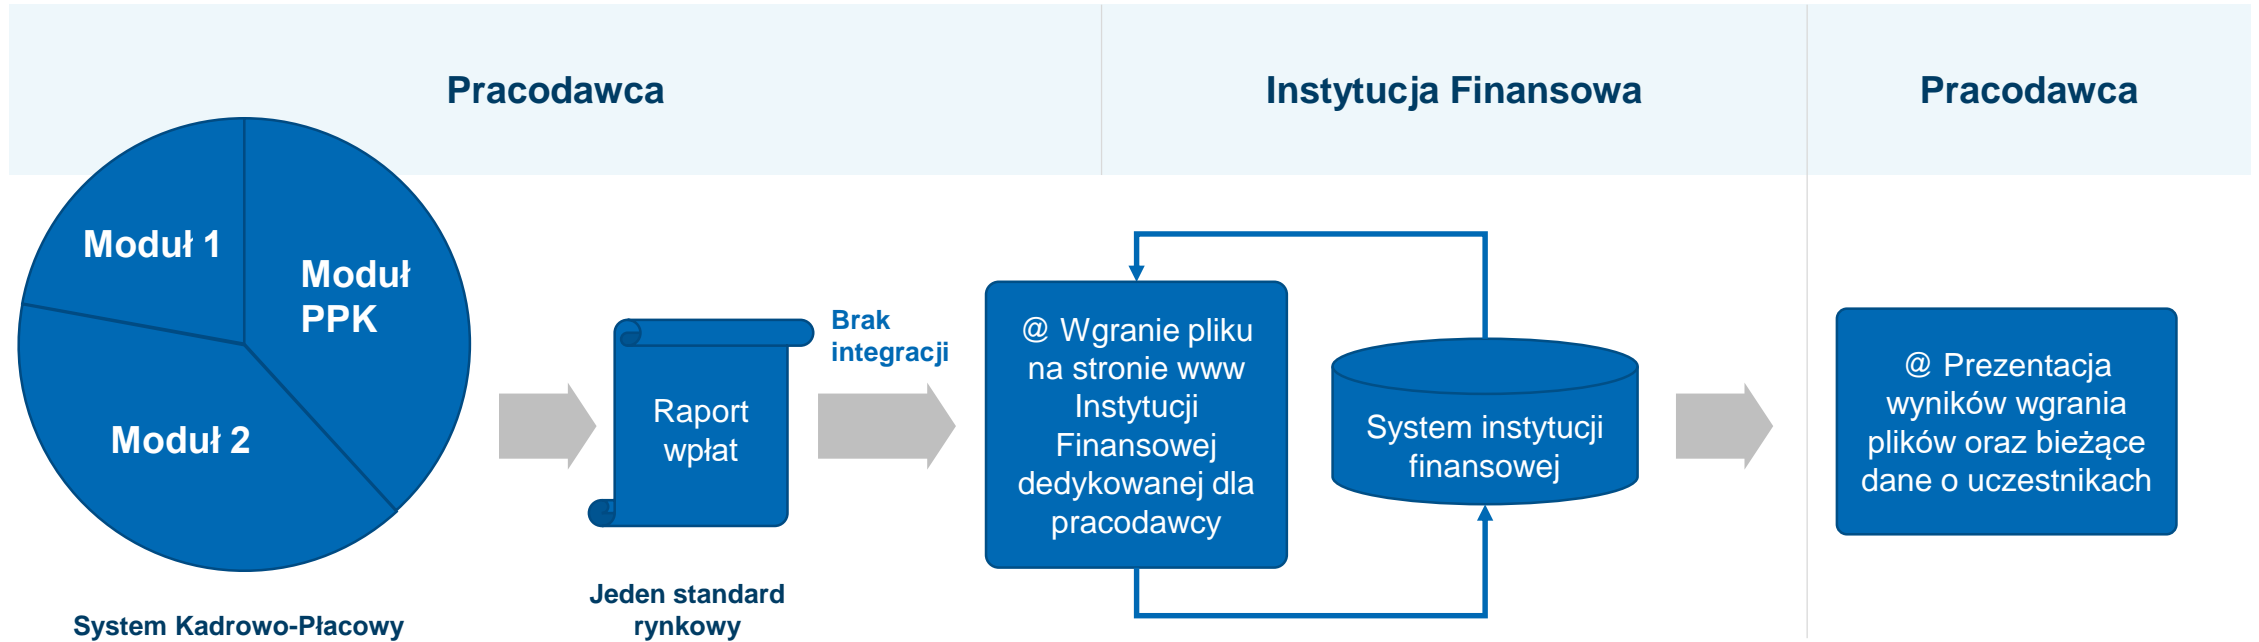 Pracodawca
Instytucja Finansowa
Pracodawca
Moduł 1
Moduł
PPK
Moduł 2
System Kadrowo-Płacowy
Raport
wpłat
Jeden standard
rynkowy
Brak
integracji
@ Wgranie pliku
na stronie www
Instytucji
Finansowej
dedykowanej dla
pracodawcy
System instytucji
finansowej
@ Prezentacja
wyników wgrania
plików oraz bieżące
dane o uczestnikach